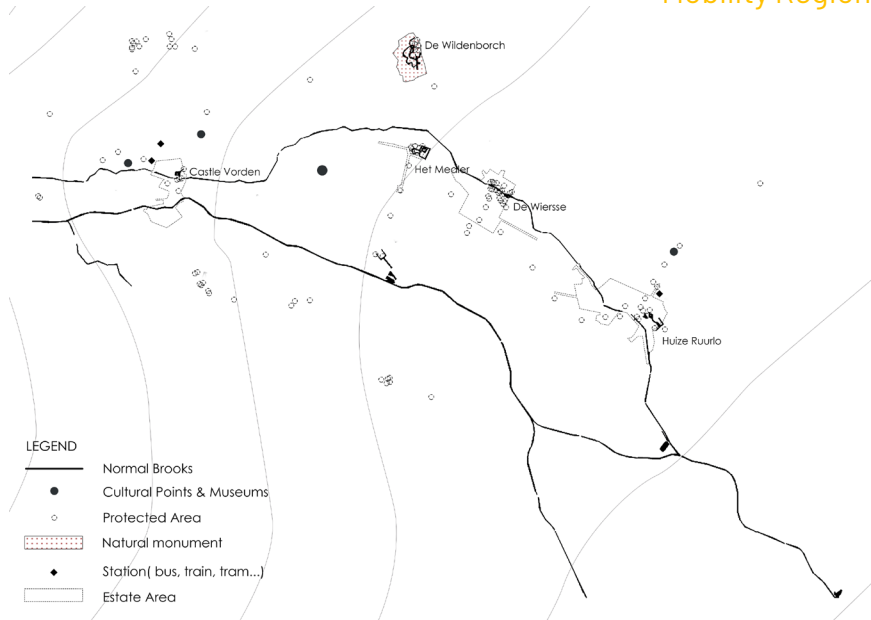 Mobility Region
De Wildenborch
Castle Vorden
Het Medler
De Wiersse
Huize Ruurlo
LEGEND
Normal Brooks
Cultural Points & Museums
Protected Area
Natural monument
Station( bus, train, tram...)
Estate Area